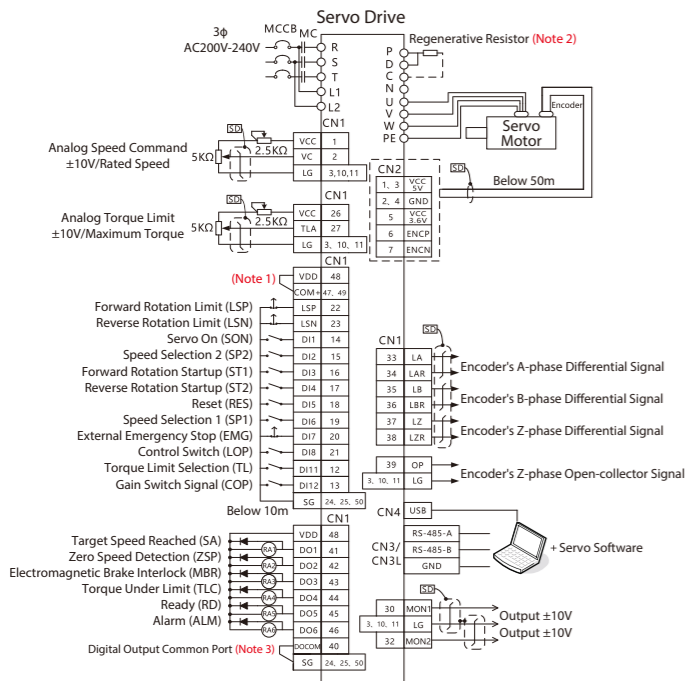 Servo Drive
3ϕ
AC200V-240V
MCCB
MC
R
S
T
L1
L2
P
D
C
N
U
V
W
PE
Regenerative Resistor (Note 2)
Encoder
Servo
Motor
Below 50m
SD
CN2
1, 3 VCC 5V
2, 4 GND
5 VCC 3.6V
6 ENCP
7 ENCN
CN1
Analog Speed Command
±10V/Rated Speed
SD
5KΩ
2.5KΩ
VCC 1
VC 2
LG 3,10,11
CN1
Analog Torque Limit
±10V/Maximum Torque
SD
5KΩ
2.5KΩ
VCC 26
TLA 27
LG 3, 10, 11
CN1
(Note 1)
VDD 48
COM+ 47, 49
Forward Rotation Limit (LSP) LSP 22
Reverse Rotation Limit (LSN) LSN 23
Servo On (SON) DI1 14
Speed Selection 2 (SP2) DI2 15
Forward Rotation Startup (ST1) DI3 16
Reverse Rotation Startup (ST2) DI4 17
Reset (RES) DI5 18
Speed Selection 1 (SP1) DI6 19
External Emergency Stop (EMG) DI7 20
Control Switch (LOP) DI8 21
Torque Limit Selection (TL) DI11 12
Gain Switch Signal (COP) DI12 13
SG 24, 25, 50
Below 10m
CN1
VDD 48
Target Speed Reached (SA) RA1 DO1 41
Zero Speed Detection (ZSP) RA2 DO2 42
Electromagnetic Brake Interlock (MBR) RA3 DO3 43
Torque Under Limit (TLC) RA4 DO4 44
Ready (RD) RA5 DO5 45
Alarm (ALM) RA6 DO6 46
Digital Output Common Port (Note 3) DOCOM 40
SG 24, 25, 50
CN1
SD
33 LA
34 LAR
Encoder's A-phase Differential Signal
35 LB
36 LBR
Encoder's B-phase Differential Signal
37 LZ
38 LZR
Encoder's Z-phase Differential Signal
39 OP
3, 10, 11 LG
Encoder's Z-phase Open-collector Signal
CN4 USB
CN3/
CN3L
RS-485-A
RS-485-B
GND
+ Servo Software
SD
30 MON1
3, 10, 11 LG
32 MON2
Output ±10V
Output ±10V